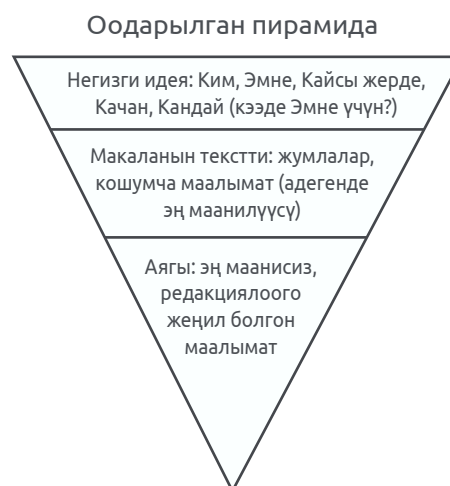 Оодарылган пирамида
Негизги идея: Ким, Эмне, Кайсы жерде,
Качан, Кандай (кээде Эмне үчүн?)
Макаланын текстти: жумлалар,
кошумча маалымат (адегенде
эң маанилүүсү)
Аягы: эң маанисиз,
редакциялоого
жеңил болгон
маалымат